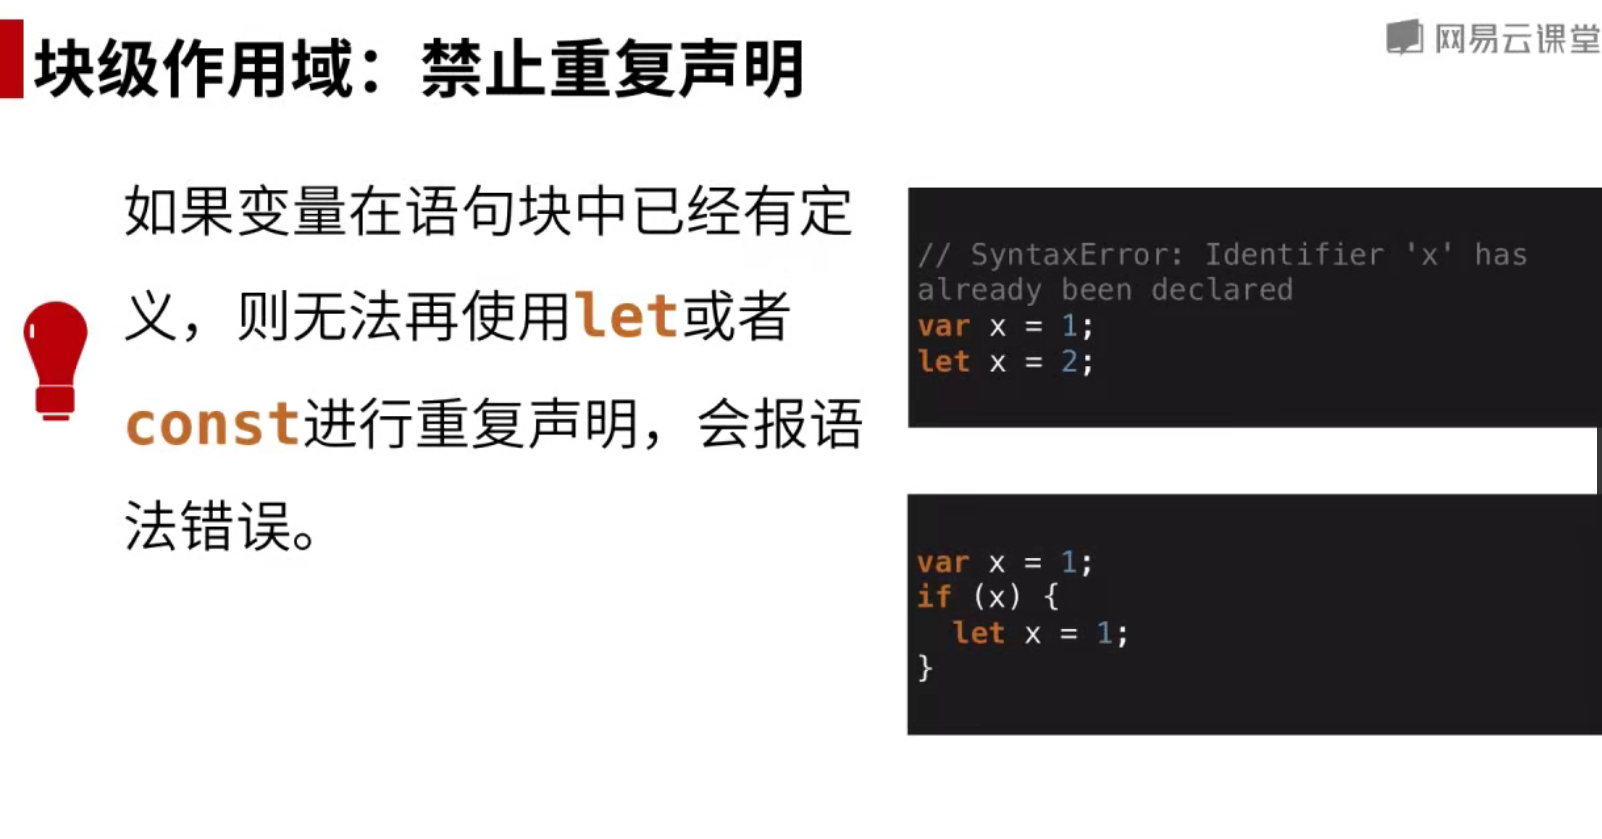 块级作用域：禁止重复声明
网易云课堂
如果变量在语句块中已经有定
义，则无法再使用let或者
const进行重复声明，会报语
法错误。
// SyntaxError: Identifier 'x' has
already been declared
var x = 1;
let x = 2;
var x = 1;
if (x) {
  let x = 1;
}